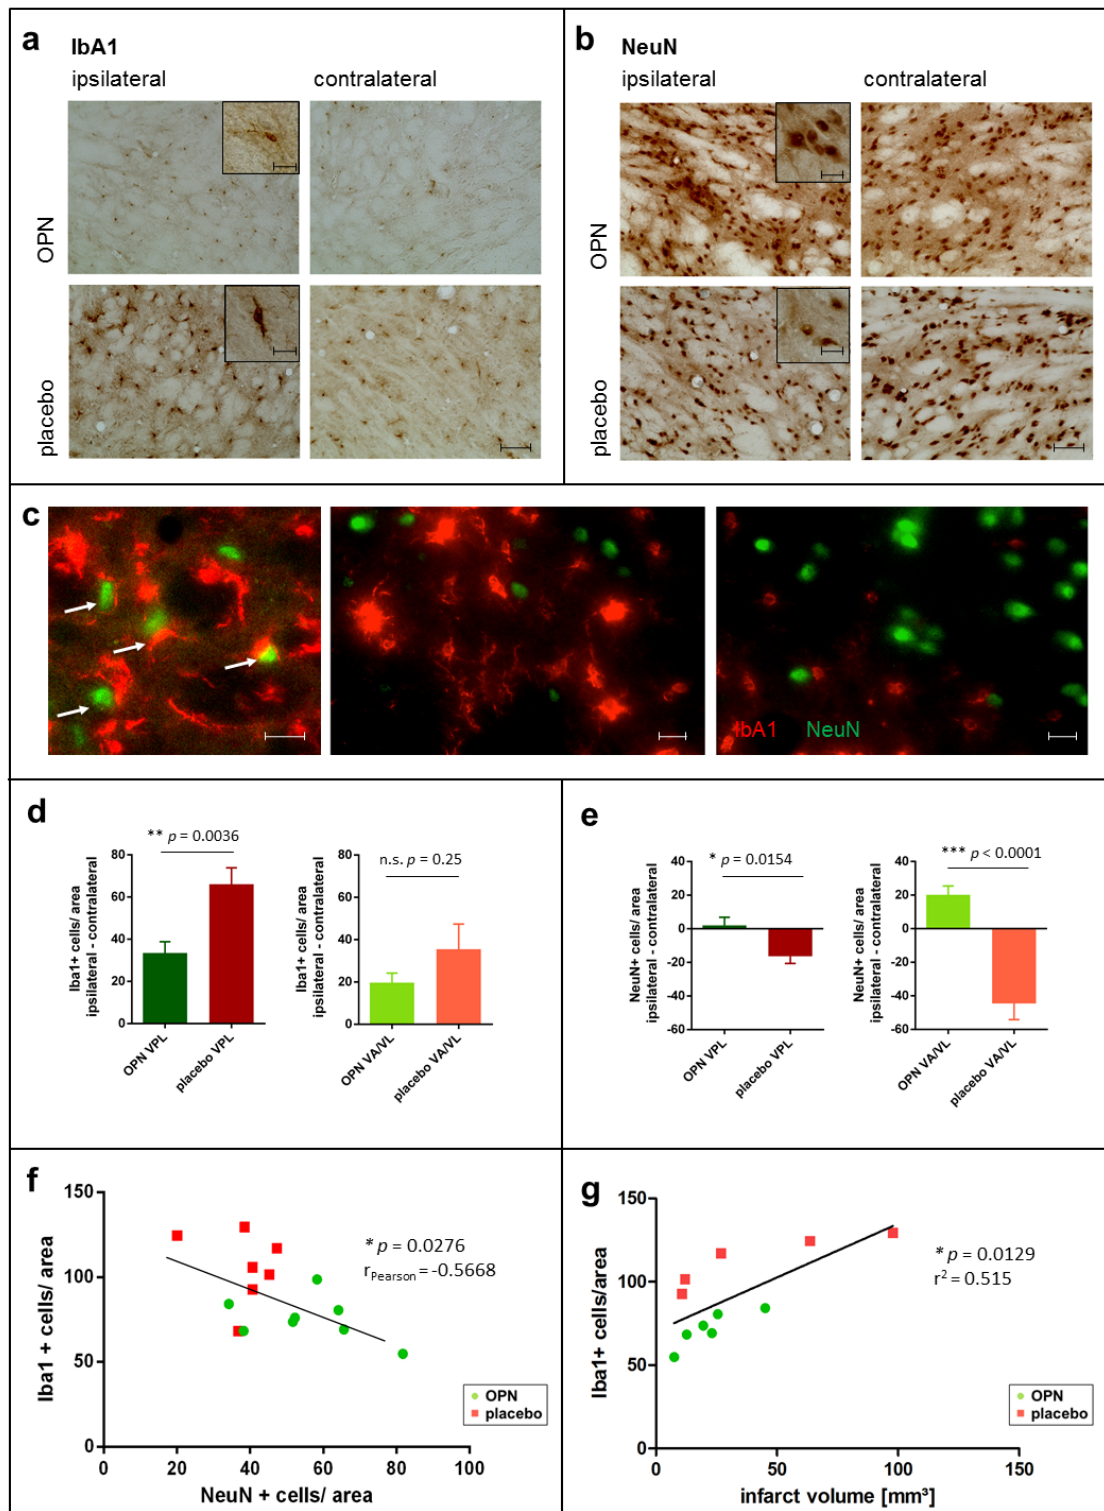 a IbA1
ipsilateral contralateral
OPN
placebo
b NeuN
ipsilateral contralateral
OPN
placebo
c
IbA1 NeuN
d
** p = 0.0036
Iba1+ cells/ area
ipsilateral - contralateral
80
60
40
20
0
OPN VPL
placebo VPL
n.s. p = 0.25
Iba1+ cells/ area
ipsilateral - contralateral
80
60
40
20
0
OPN VA/VL
placebo VA/VL
e
* p = 0.0154
NeuN+ cells/ area
ipsilateral - contralateral
40
20
0
-20
-40
-60
OPN VPL
placebo VPL
*** p < 0.0001
NeuN+ cells/ area
ipsilateral - contralateral
40
20
0
-20
-40
-60
OPN VA/VL
placebo VA/VL
f
Iba1 + cells/ area
150
100
50
0
* p = 0.0276
rPearson = -0.5668
OPN
placebo
0 20 40 60 80 100
NeuN + cells/ area
g
Iba1+ cells/area
150
100
50
0
* p = 0.0129
r² = 0.515
OPN
placebo
0 50 100 150
infarct volume [mm³]